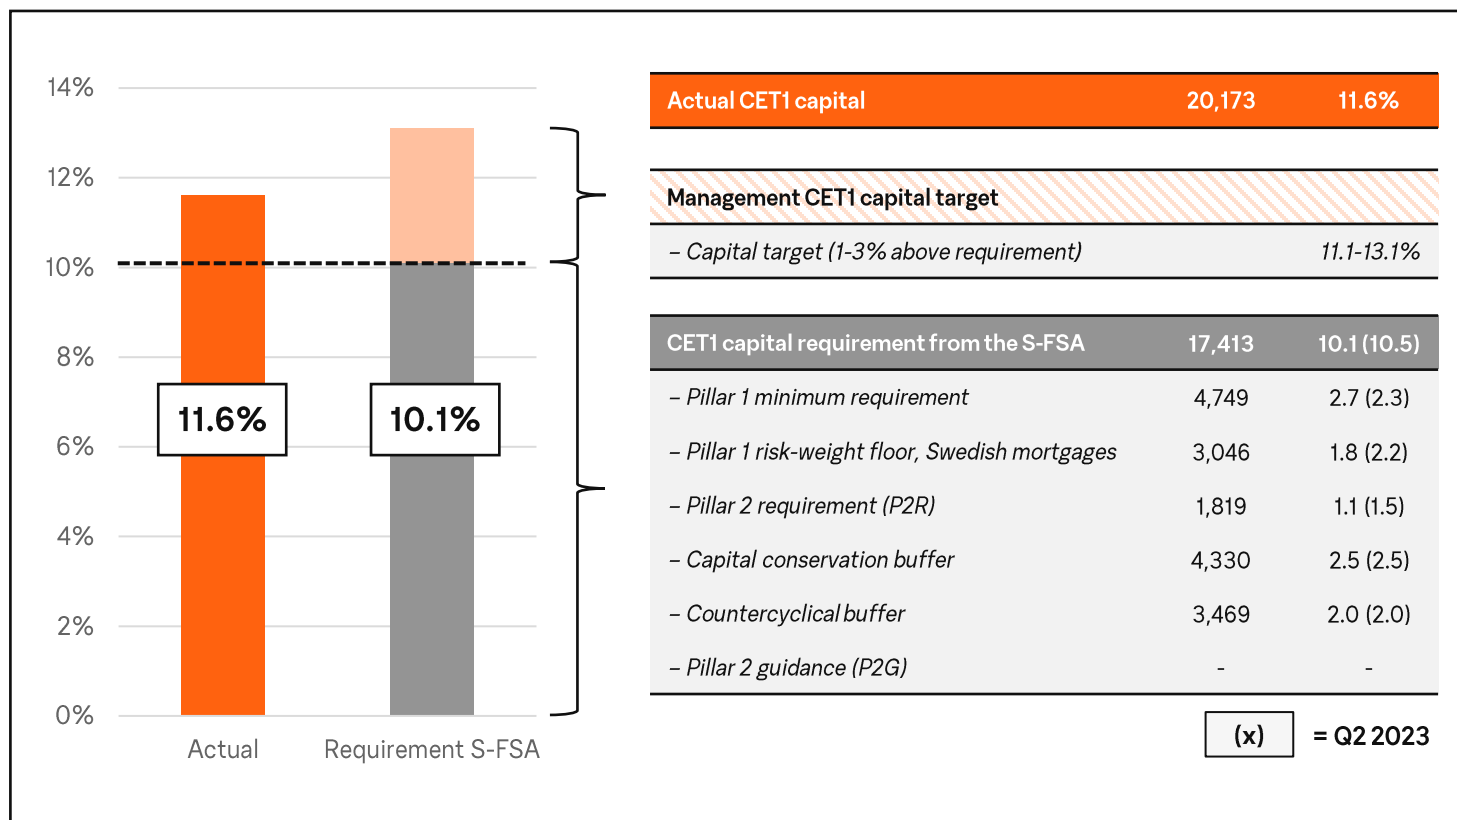 14%
12%
10%
8%
6%
4%
2%
0%
11.6%
10.1%
Actual
Requirement S-FSA
Actual CET1 capital 20,173 11.6%
Management CET1 capital target
– Capital target (1-3% above requirement) 11.1-13.1%
CET1 capital requirement from the S-FSA 17,413 10.1 (10.5)
– Pillar 1 minimum requirement 4,749 2.7 (2.3)
– Pillar 1 risk-weight floor, Swedish mortgages 3,046 1.8 (2.2)
– Pillar 2 requirement (P2R) 1,819 1.1 (1.5)
– Capital conservation buffer 4,330 2.5 (2.5)
– Countercyclical buffer 3,469 2.0 (2.0)
– Pillar 2 guidance (P2G) - -
(x) = Q2 2023